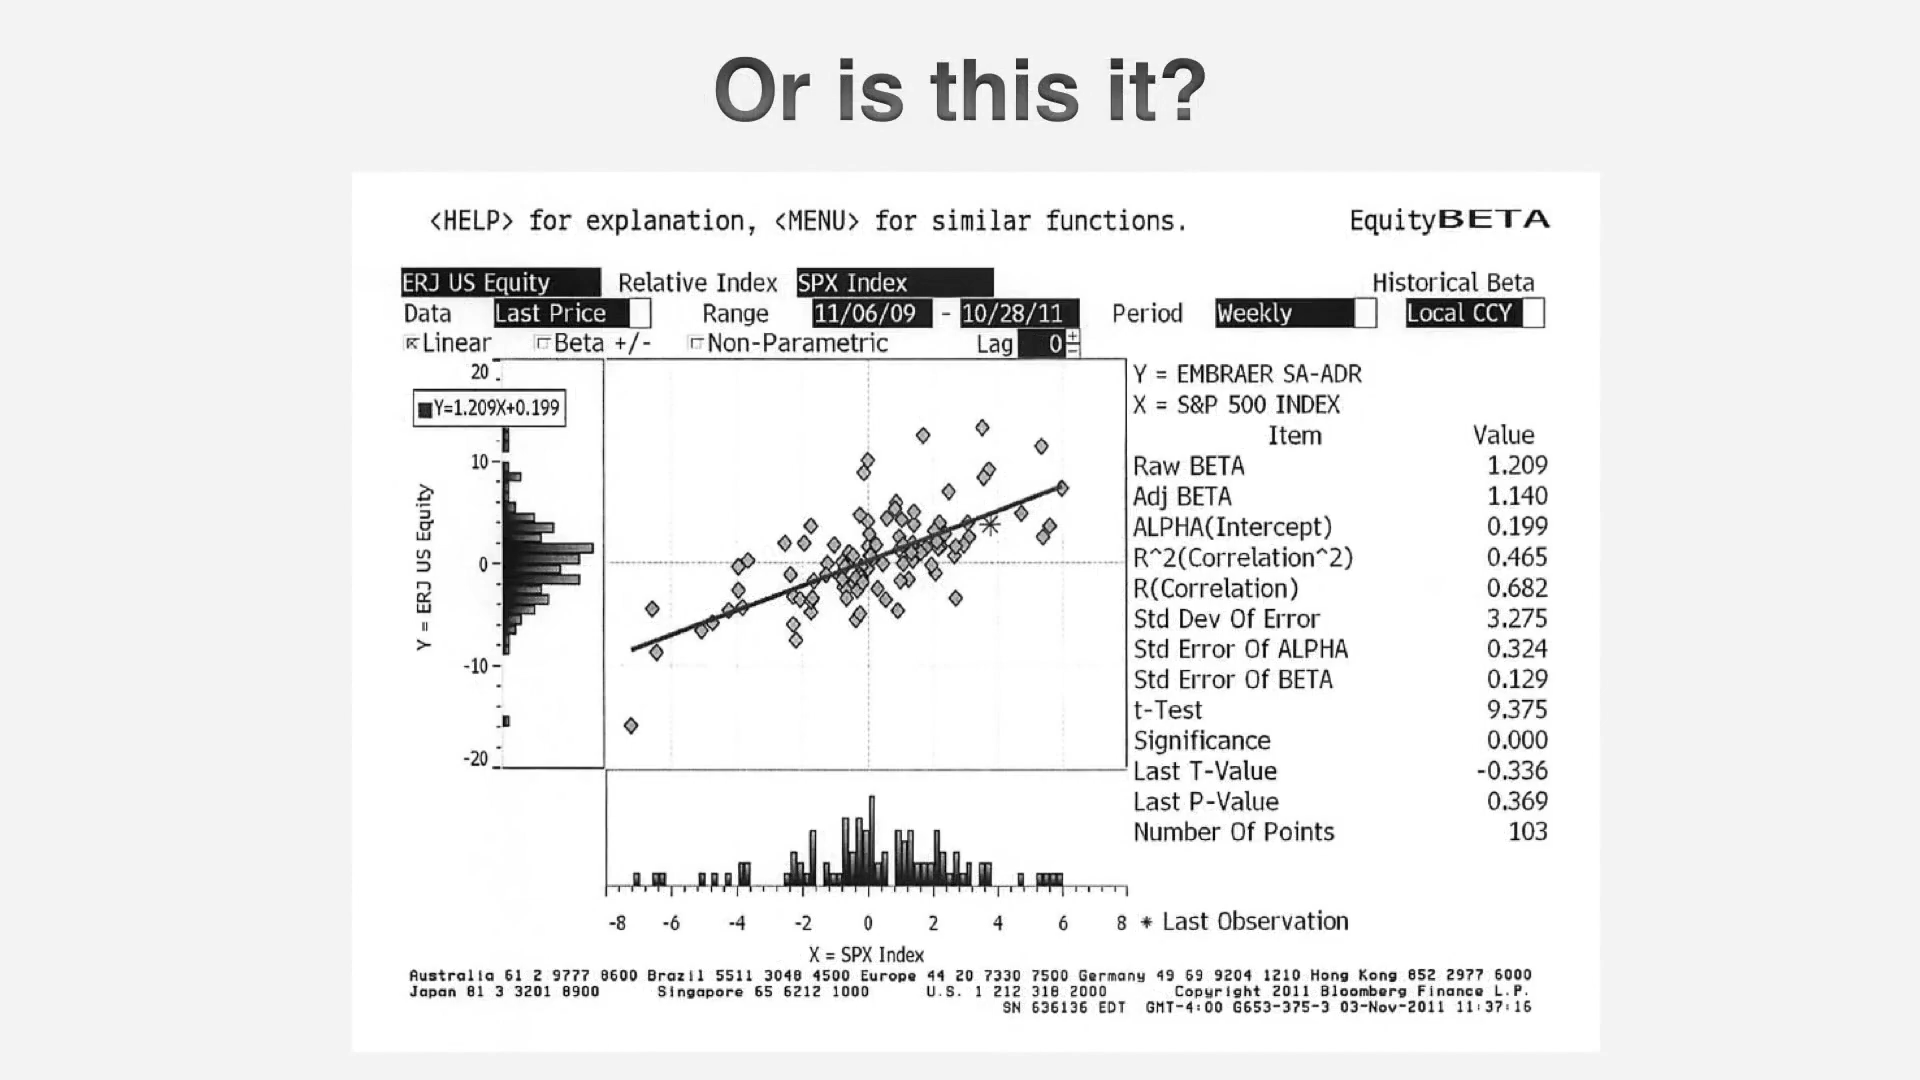 Or is this it?
<HELP> for explanation, <MENU> for similar functions. EquityBETA
ERJ US Equity Relative Index SPX Index Historical Beta
Data Last Price Range 11/06/09 - 10/28/11 Period Weekly Local CCY
Linear Beta +/- Non-Parametric Lag 0
20
Y=1.209X+0.199
10
0
-10
-20
Y = ERJ US Equity
Y = EMBRAER SA-ADR
X = S&P 500 INDEX
Item Value
Raw BETA 1.209
Adj BETA 1.140
ALPHA(Intercept) 0.199
R^2(Correlation^2) 0.465
R(Correlation) 0.682
Std Dev Of Error 3.275
Std Error Of ALPHA 0.324
Std Error Of BETA 0.129
t-Test 9.375
Significance 0.000
Last T-Value -0.336
Last P-Value 0.369
Number Of Points 103
-8 -6 -4 -2 0 2 4 6 8 * Last Observation
X = SPX Index
Australia 61 2 9777 8600 Brazil 5511 3048 4500 Europe 44 20 7330 7500 Germany 49 69 9204 1210 Hong Kong 852 2977 6000
Japan 81 3 3201 8900 Singapore 65 6212 1000 U.S. 1 212 318 2000 Copyright 2011 Bloomberg Finance L.P.
SN 636136 EDT GMT-4:00 G653-375-3 03-Nov-2011 11:37:16